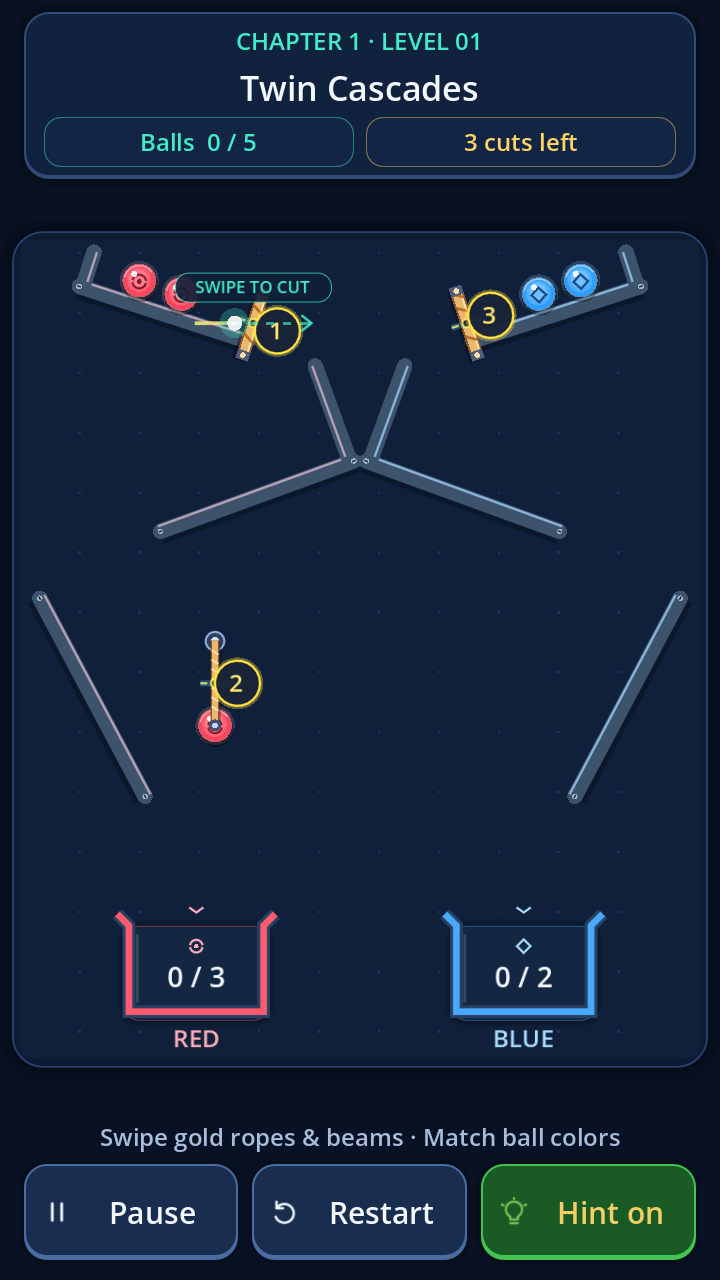 CHAPTER 1 · LEVEL 01
Twin Cascades
Balls 0 / 5
3 cuts left
SWIPE TO CUT
1
3
2
0 / 3
0 / 2
RED
BLUE
Swipe gold ropes & beams · Match ball colors
Pause
Restart
Hint on